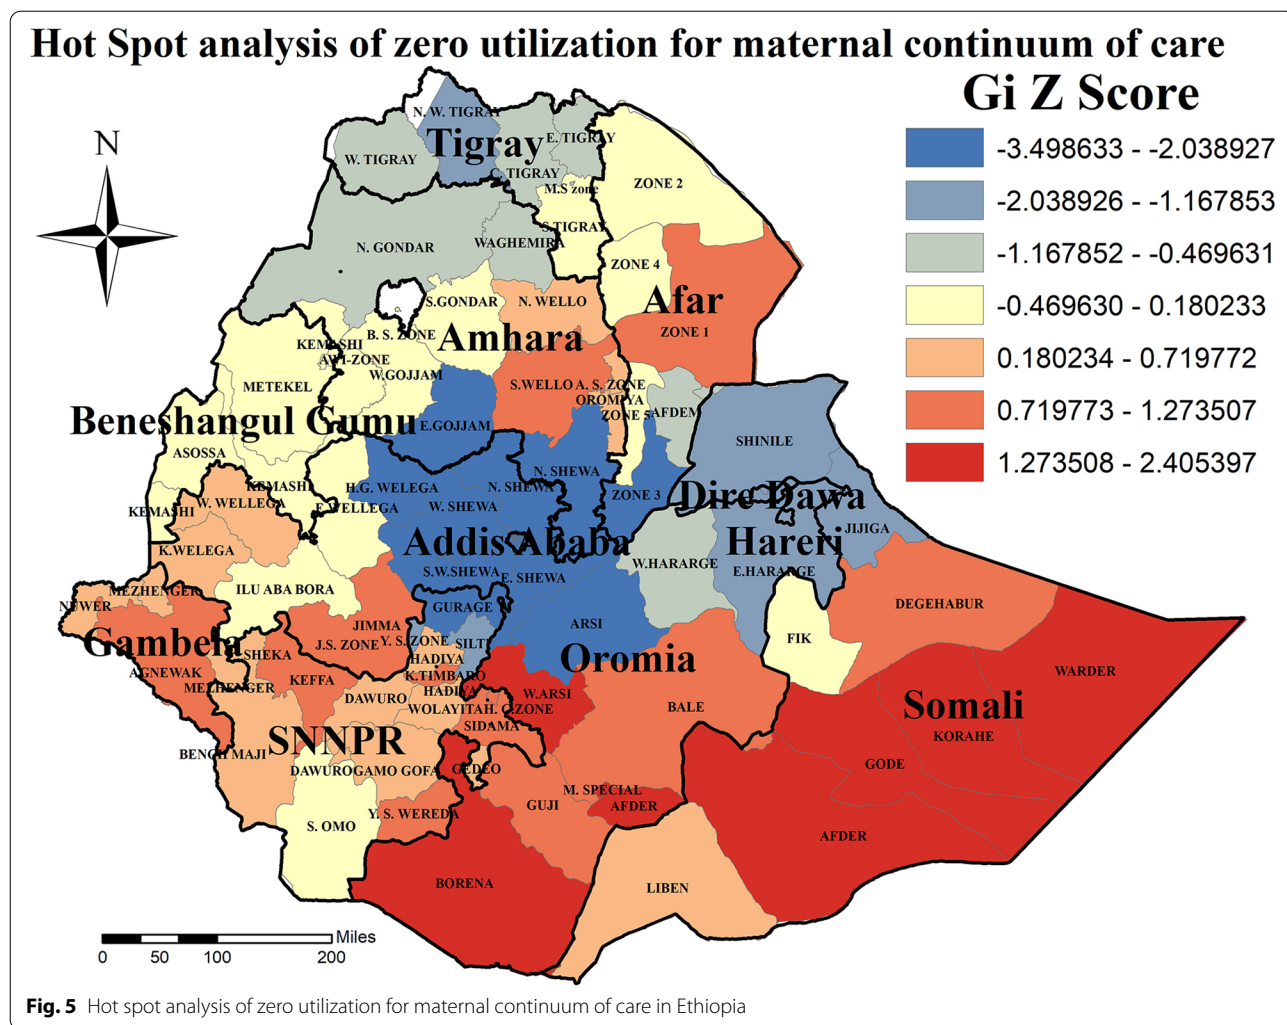 Hot Spot analysis of zero utilization for maternal continuum of care
Gi Z Score
-3.498633 - -2.038927
-2.038926 - -1.167853
-1.167852 - -0.469631
-0.469630 - 0.180233
0.180234 - 0.719772
0.719773 - 1.273507
1.273508 - 2.405397
N
N. W. TIGRAY
Tigray
E. TIGRAY
W. TIGRAY
C. TIGRAY
M.S zone
ZONE 2
S.TIGRAY
N. GONDAR
WAGHEMIRA
ZONE 4
S.GONDAR
N. WELLO
Afar
ZONE 1
B. S. ZONE
Amhara
KEMASHI
AWI-ZONE
W.GOJJAM
METEKEL
S.WELLO
A. S. ZONE
OROMIYA
ZONE 5
AFDEM
Beneshangul Gumu
E.GOJJAM
SHINILE
ASOSSA
N. SHEWA
KEMASHI
H.G. WELEGA
N. SHEWA
ZONE 3
Dire Dawa
W. WELLEGA
E.WELLEGA
W. SHEWA
KEMASHI
JIJIGA
Addis Ababa
Hareri
K.WELEGA
W.HARARGE
E.HARARGE
S.W.SHEWA
E. SHEWA
MEZHENGER
ILU ABA BORA
NUWER
GURAGE
DEGEHABUR
JIMMA
ARSI
Gambela
J.S. ZONE
Y. S. ZONE
SILTI
FIK
SHEKA
HADIYA
Oromia
AGNEWAK
KEFFA
K.TIMBARO
WARDER
MEZHENGER
HADIYA
W.ARSI
DAWURO
WOLAYITA
H. C.ZONE
BALE
Somali
SIDAMA
KORAHE
SNNPR
BENCH MAJI
GODE
DAWURO
GAMO GOFA
GEDEO
M. SPECIAL
GUJI
AFDER
Y. S. WEREDA
S. OMO
AFDER
BORENA
LIBEN
Miles
0 50 100 200
Fig. 5 Hot spot analysis of zero utilization for maternal continuum of care in Ethiopia